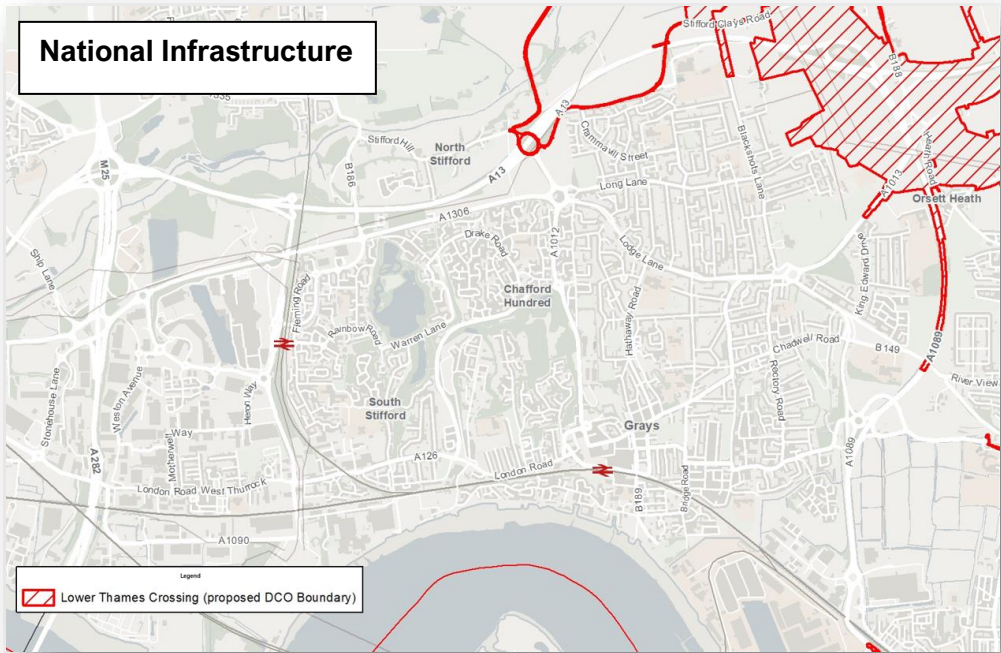 National Infrastructure
Stifford Clays Road
B188
A13
Stifford Hill
North
Stifford
Crammavill Street
Blackshots Lane
Heath Road
M25
B186
A13
Long Lane
A1013
Orsett Heath
A1306
Drake Road
A1012
Lodge Lane
Ship Lane
Fleming Road
Chafford
Hundred
King Edward Drive
Rainbow Road
Warren Lane
Hathaway Road
Chadwell Road
B149
A1089
Stonehouse Lane
Weston Avenue
Heron Way
Rectory Road
River View
South
Stifford
Motherwell
Way
Grays
A282
A126
London Road
A1089
London Road West Thurrock
B189
Bridge Road
A1090
Legend
Lower Thames Crossing (proposed DCO Boundary)